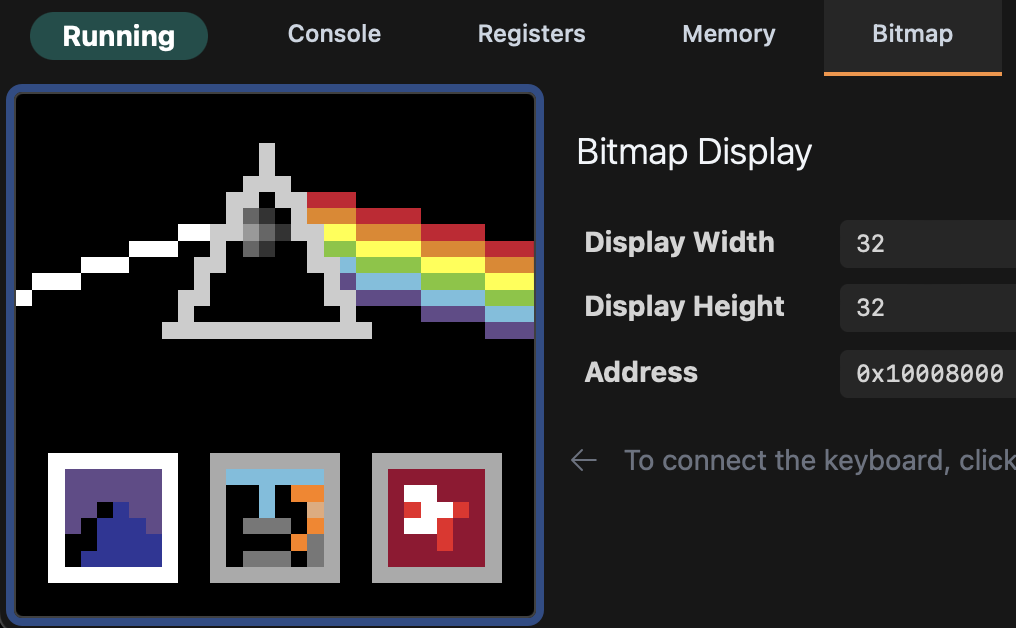 Running Console Registers Memory Bitmap
Bitmap Display
Display Width 32
Display Height 32
Address 0x10008000
← To connect the keyboard, click